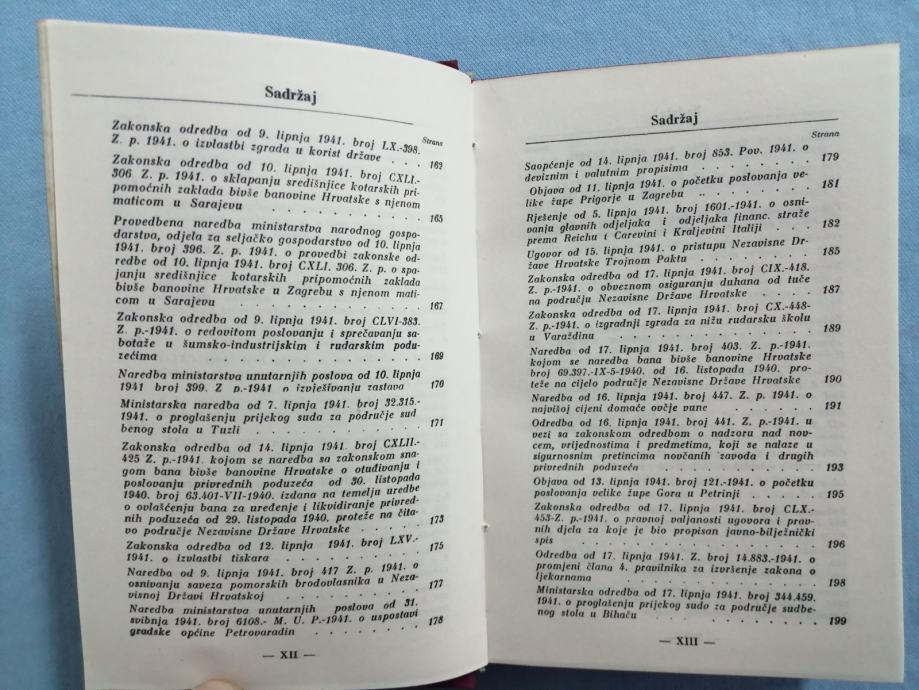 Sadržaj
Strana
Zakonska odredba od 9. lipnja 1941. broj LX.-398.
Z. p. 1941. o izvlastbi zgrada u korist države . . . 162
Zakonska odredba od 10. lipnja 1941. broj CXLI.-
306 Z. p. 1941. o sklapanju središnjice kotarskih pri-
pomoćnih zaklada bivše banovine Hrvatske s njenom
maticom u Sarajevu . . . . . . . . . . 165
Provedbena naredba ministarstva narodnog gospo-
darstva, odjela za seljačko gospodarstvo od 10. lipnja
1941. broj 396. Z. p. 1941. o provedbi zakonske od-
redbe od 10. lipnja 1941. broj CXLI. 306. Z. p. o spa-
janju središnjice kotarskih pripomoćnih zaklada
bivše banovine Hrvatske u Zagrebu s njenom mati-
com u Sarajevu . . . . . . . . . . . 167
Zakonska odredba od 9. lipnja 1941. broj CLVI-383.
Z. p.-1941. o redovitom poslovanju i sprečavanju sa-
botaže u šumsko-industrijskim i rudarskim podu-
zećima . . . . . . . . . . . . . . 169
Naredba ministarstva unutarnjih poslova od 10. lipnja
1941 broj 399. Z p.-1941 o izvješivanju zastava . 170
Ministarska naredba od 7. lipnja 1941. broj 32.315.-
1941. o proglašenju prijekog suda za područje sud
benog stola u Tuzli . . . . . . . . . . 171
Zakonska odredba od 14. lipnja 1941. broj CXLII.-
425 Z. p.-1941. kojom se naredba sa zakonskom sna-
gom bana bivše banovine Hrvatske o otuđivanju i
poslovanju privrednih poduzeća od 30. listopada
1940. broj 63.401-VII-1940. izdana na temelju uredbe
o ovlašćenju bana za uređenje i likvidiranje privred-
nih poduzeća od 29. listopada 1940. proteže na čita-
vo područje Nezavisne Države Hrvatske . . . . 173
Zakonska odredba od 12. lipnja 1941. broj LXV.-
1941. o izvlastbi tiskara . . . . . . . . . 175
Naredba od 9. lipnja 1941. broj 417 Z. p. 1941. o
osnivanju saveza pomorskih brodovlasnika u Neza-
visnoj Državi Hrvatskoj . . . . . . . . . 177
Naredba ministarstva unutarnjih poslova od 31.
svibnja 1941. broj 6108.- M. U. P.-1941. o uspostavi
gradske općine Petrovaradin . . . . . . . 178
— XII —
Sadržaj
Strana
Saopćenje od 14. lipnja 1941. broj 853. Pov. 1941. o
deviznim i valutnim propisima . . . . . . . 179
Objava od 11. lipnja 1941. o početku poslovanja ve-
like župe Prigorje u Zagrebu . . . . . . . 181
Rješenje od 5. lipnja 1941. broj 1601.-1941. o osni-
vanju glavnih odjeljaka i odjeljaka financ. straže
prema Reichu i Carevini i Kraljevini Italiji . . . 182
Ugovor od 15. lipnja 1941. o pristupu Nezavisne Dr-
žave Hrvatske Trojnom Paktu . . . . . . . 185
Zakonska odredba od 17. lipnja 1941. broj CIX.-418.
Z. p.-1941. o obveznom osiguranju duhana od tuče
na području Nezavisne Države Hrvatske . . . . 187
Zakonska odredba od 17. lipnja 1941. broj CX.-448-
Z. p.-1941. o izgradnji zgrada za nižu rudarsku školu
u Varaždinu . . . . . . . . . . . . 189
Naredba od 17. lipnja 1941. broj 403. Z. p.-1941.
kojom se naredba bana bivše banovine Hrvatske
broj 69.397.-IX-5-1940. od 16. listopada 1940. pro-
teže na cijelo područje Nezavisne Države Hrvatske . 190
Naredba od 16. lipnja 1941. broj 447. Z. p. 1941. o
najvišoj cijeni domaće ovčje vune . . . . . . 191
Odredba od 16. lipnja 1941. broj 441. Z. p.-1941. u
vezi sa zakonskom odredbom o nadzoru nad nov-
cem, vrijednostima i predmetima, koji se nalaze u
sigurnosnim pretincima novčanih zavoda i drugih
privrednih poduzeća . . . . . . . . . . 193
Objava od 13. lipnja 1941. broj 121.-1941. o početku
poslovanja velike župe Gora u Petrinji . . . . . 195
Zakonska odredba od 17. lipnja 1941. broj CLX.-
453-Z. p.-1941. o pravnoj valjanosti ugovora i prav-
nih djela za koje je bio propisan javno-bilježnički
spis . . . . . . . . . . . . . . . 196
Odredba od 17. lipnja 1941. Z. broj 14.883.-1941. o
promjeni člana 4. pravilnika za izvršenje zakona o
ljekarnama . . . . . . . . . . . . 198
Ministarska odredba od 17. lipnja 1941. broj 344.459.
1941. o proglašenju prijekog sudo za područje sudbe-
nog stola u Bihaću . . . . . . . . . . 199
— XIII —